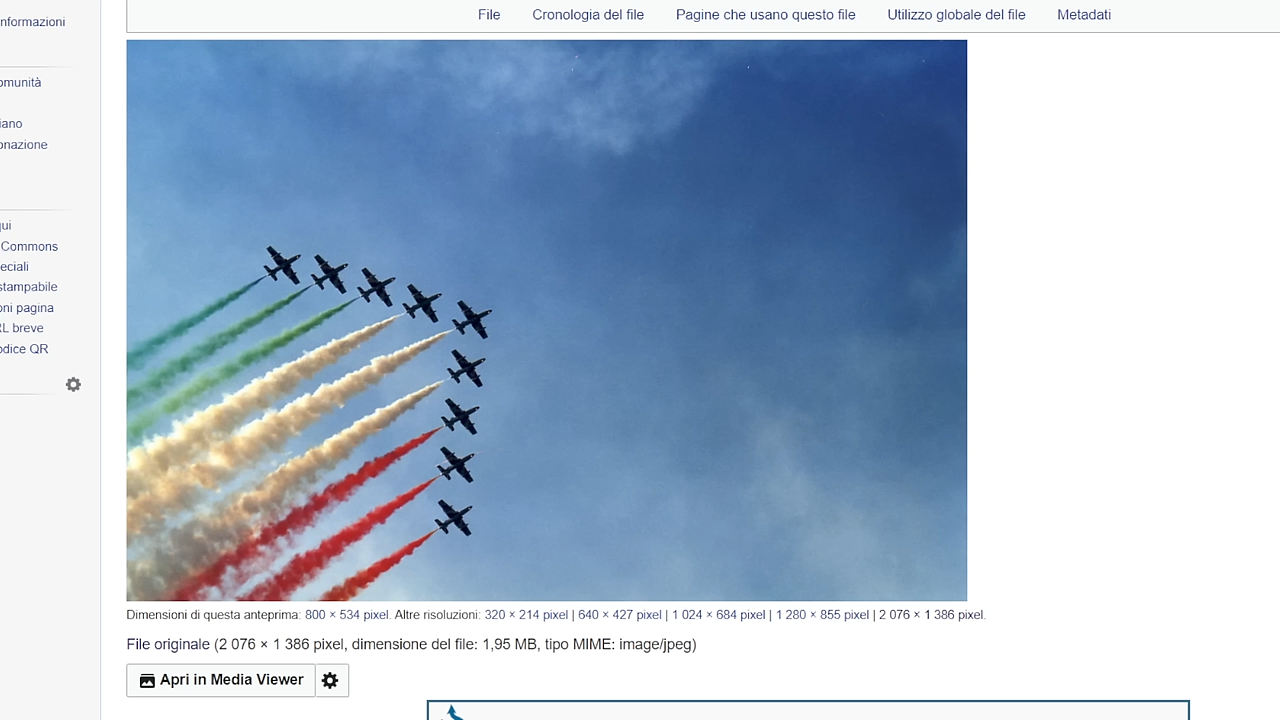 File Cronologia del file Pagine che usano questo file Utilizzo globale del file Metadati
nformazioni
omunità
iano
onazione
qui
Commons
eciali
stampabile
oni pagina
RL breve
odice QR
Dimensioni di questa anteprima: 800 × 534 pixel. Altre risoluzioni: 320 × 214 pixel | 640 × 427 pixel | 1 024 × 684 pixel | 1 280 × 855 pixel | 2 076 × 1 386 pixel.
File originale (2 076 × 1 386 pixel, dimensione del file: 1,95 MB, tipo MIME: image/jpeg)
Apri in Media Viewer